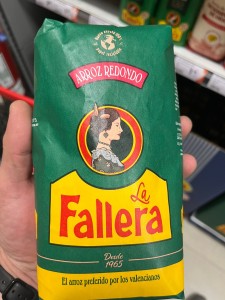 ARROZ REDONDO
La
Fallera
Desde
1965
El arroz preferido por los valencianos